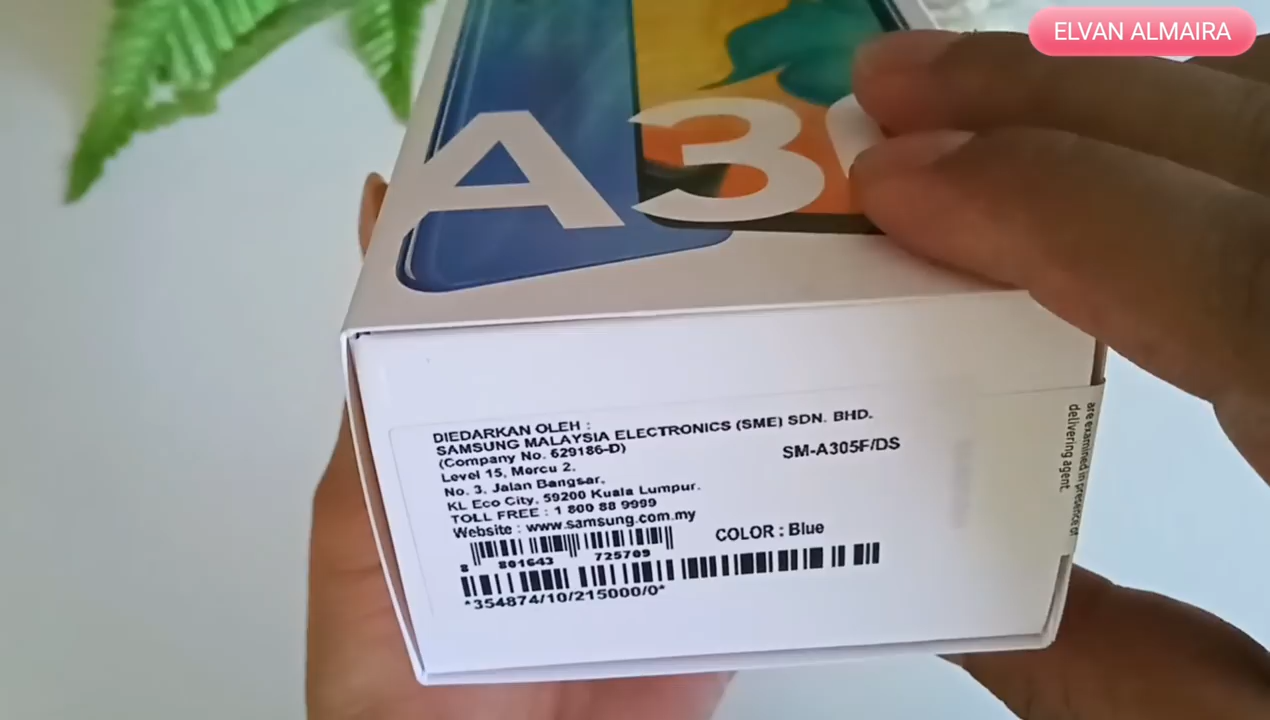 ELVAN ALMAIRA
A3
DIEDARKAN OLEH :
SAMSUNG MALAYSIA ELECTRONICS (SME) SDN. BHD.
(Company No. 629186-D)
SM-A305F/DS
Level 15, Mercu 2,
No. 3, Jalan Bangsar,
KL Eco City, 59200 Kuala Lumpur.
TOLL FREE : 1 800 88 9999
Website : www.samsung.com.my
COLOR : Blue
8 801643 725709
*354874/10/215000/0*
are examined in presence of
delivering agent.